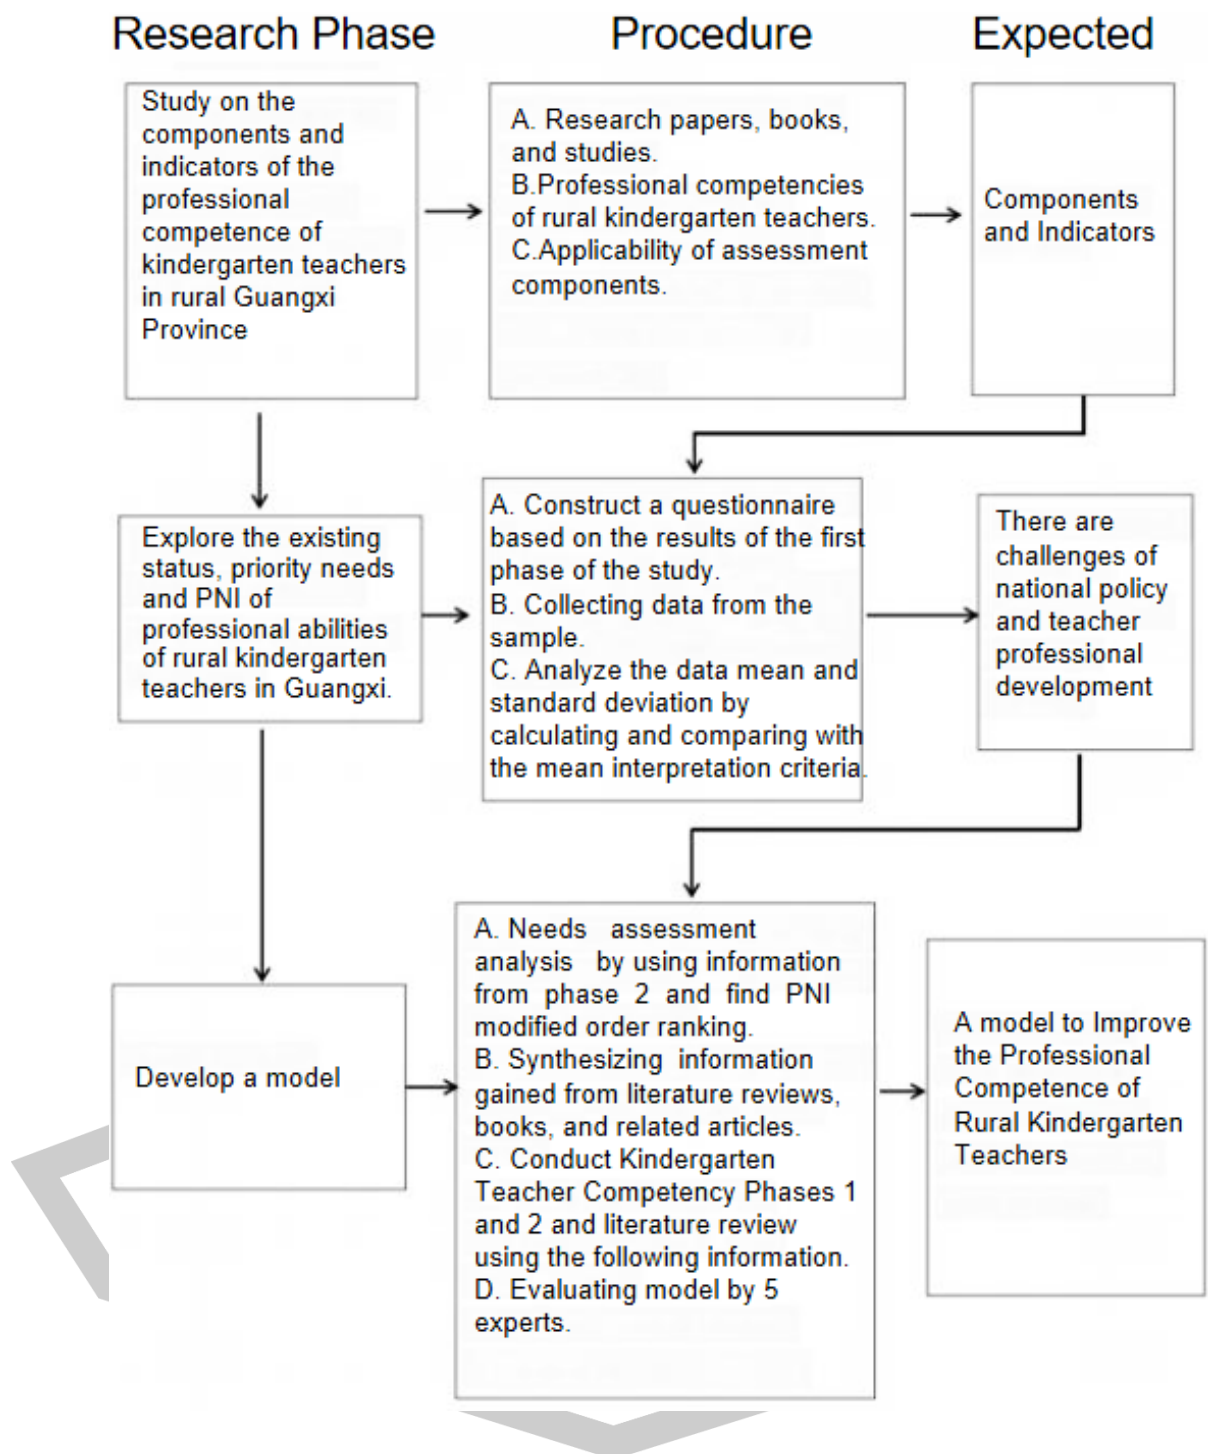 Research Phase
Procedure
Expected
Study on the
components and
indicators of the
professional
competence of
kindergarten teachers
in rural Guangxi
Province
A. Research papers, books,
and studies.
B.Professional competencies
of rural kindergarten teachers.
C.Applicability of assessment
components.
Components
and Indicators
Explore the existing
status, priority needs
and PNI of
professional abilities
of rural kindergarten
teachers in Guangxi.
A. Construct a questionnaire
based on the results of the first
phase of the study.
B. Collecting data from the
sample.
C. Analyze the data mean and
standard deviation by
calculating and comparing with
the mean interpretation criteria.
There are
challenges of
national policy
and teacher
professional
development
Develop a model
A. Needs assessment
analysis by using information
from phase 2 and find PNI
modified order ranking.
B. Synthesizing information
gained from literature reviews,
books, and related articles.
C. Conduct Kindergarten
Teacher Competency Phases 1
and 2 and literature review
using the following information.
D. Evaluating model by 5
experts.
A model to Improve
the Professional
Competence of
Rural Kindergarten
Teachers